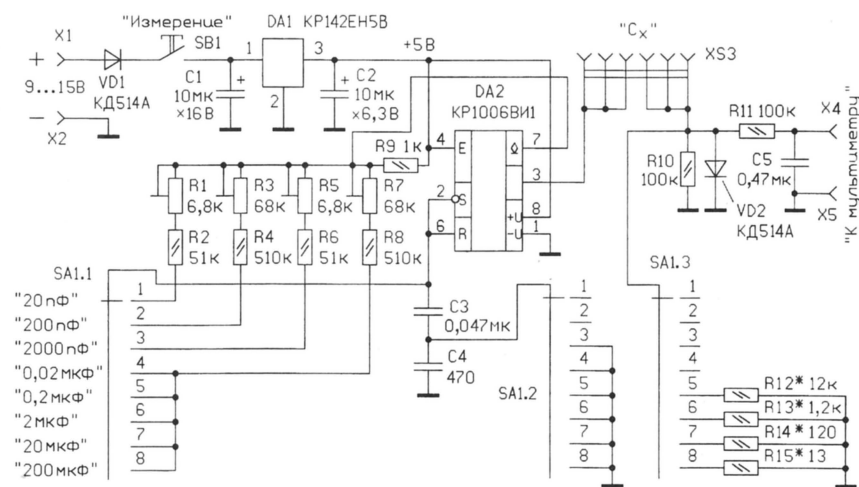 "Измерение"
DA1 КР142ЕН5В
"Cx"
X1
SB1
1
3
+5В
XS3
+
9...15В
VD1
КД514А
C1
10мк
×16В
+
2
C2
10мк
×6,3В
+
DA2
КР1006ВИ1
−
X2
R9 1к
4
E
7
3
2
S
8
+U
6
R
1
−U
R11 100к
X4
R10
100к
C5
0,47мк
X5
VD2
КД514А
"К мультиметру"
R1
6,8к
R3
68к
R5
6,8к
R7
68к
R2
51к
R4
510к
R6
51к
R8
510к
SA1.1
"20пФ" 1
"200пФ" 2
"2000пФ" 3
"0,02мкФ" 4
"0,2мкФ" 5
"2мкФ" 6
"20мкФ" 7
"200мкФ" 8
C3
0,047мк
C4
470
SA1.2
1
2
3
4
5
6
7
8
SA1.3
1
2
3
4
5 R12* 12к
6 R13* 1,2к
7 R14* 120
8 R15* 13